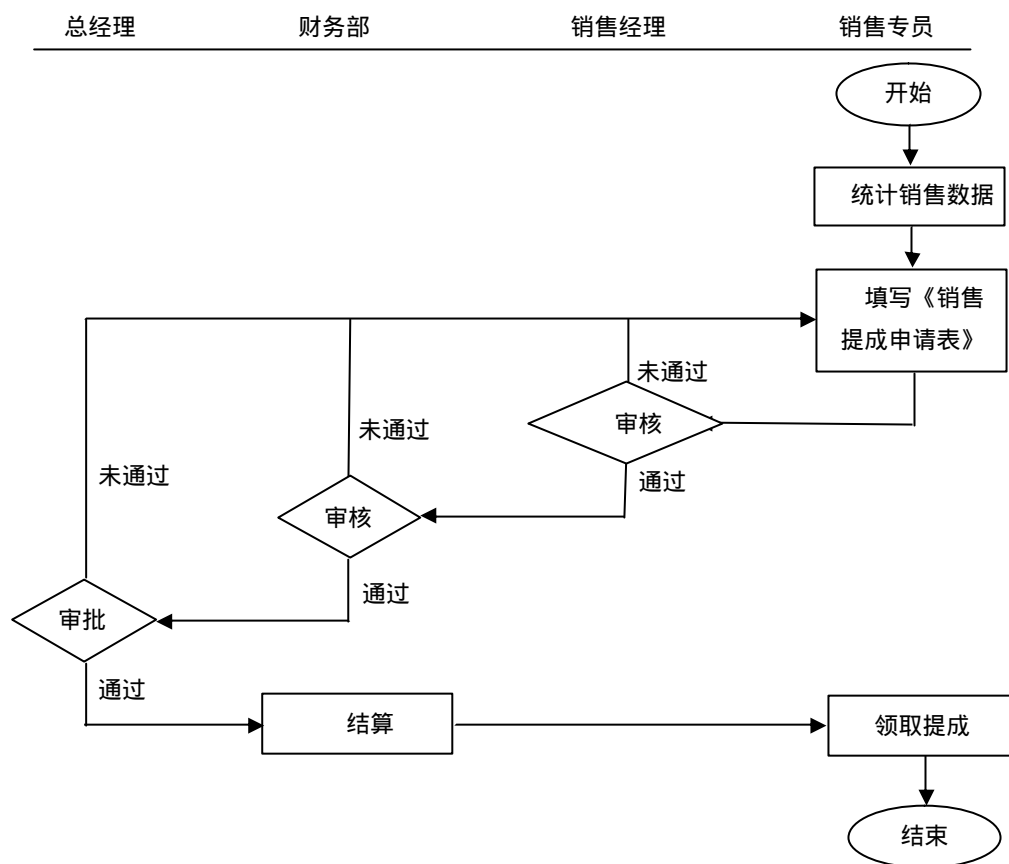 总经理 财务部 销售经理 销售专员
开始
统计销售数据
填写《销售
提成申请表》
未通过
审核
未通过
通过
未通过
审核
通过
审批
通过
结算
领取提成
结束